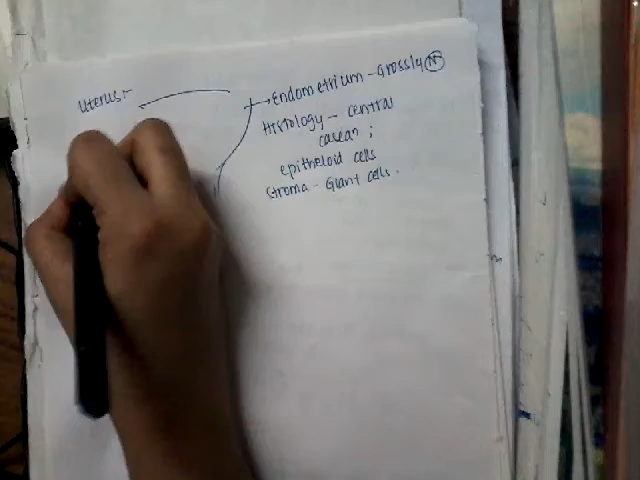 Uterus:-
→ Endometrium - Grossly (N)
Histology - central
casean ;
epitheloid cells
Stroma - Giant cells.